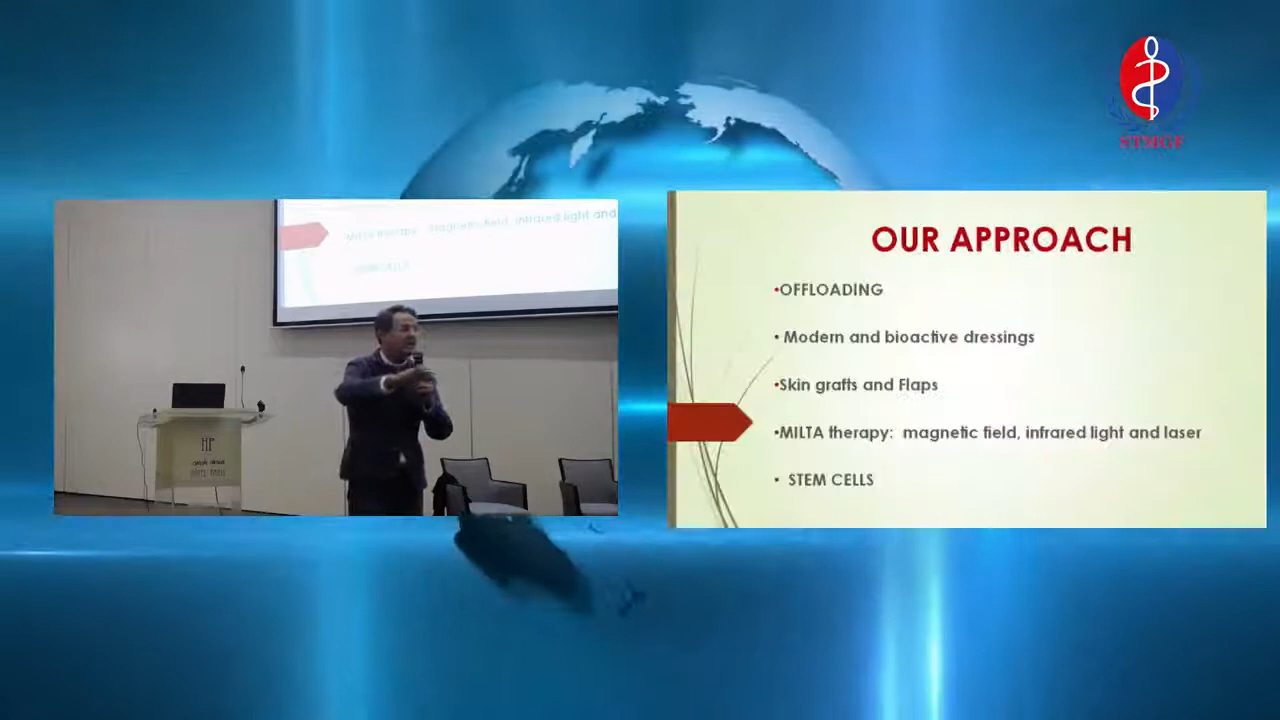 STMGF
MILTA therapy: magnetic field, infrared light and
STEM CELLS
OUR APPROACH
•OFFLOADING
• Modern and bioactive dressings
•Skin grafts and Flaps
•MILTA therapy: magnetic field, infrared light and laser
• STEM CELLS